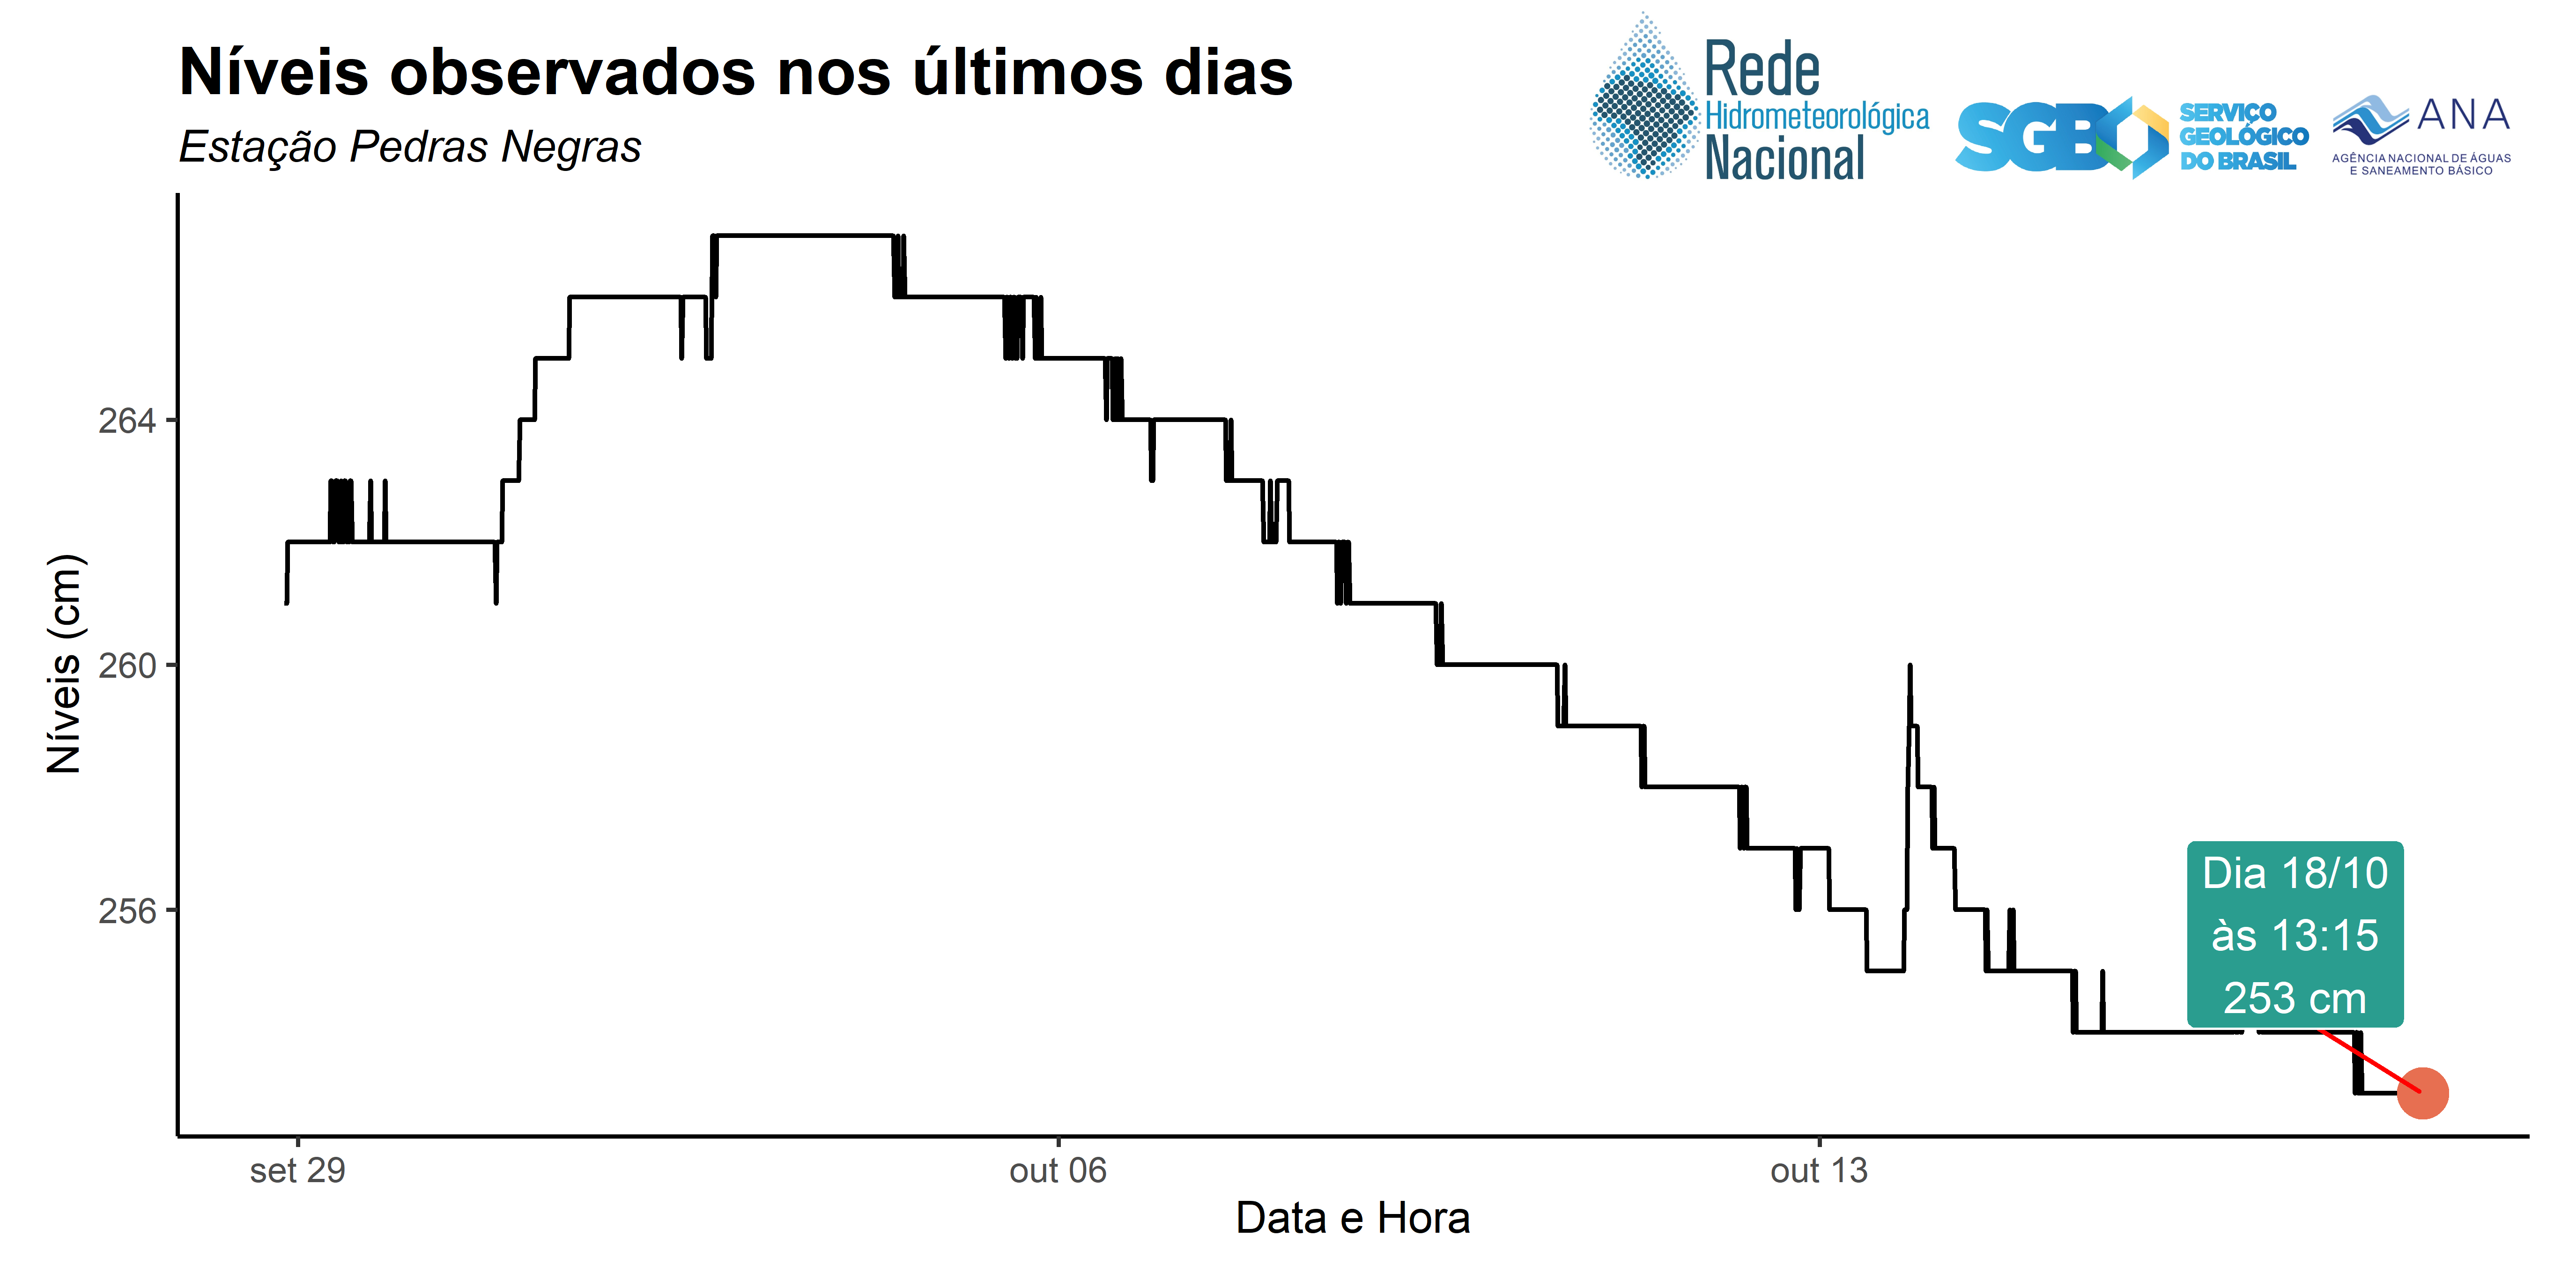 Níveis observados nos últimos dias
Estação Pedras Negras
Rede
Hidrometeorológica
Nacional
SGB
SERVIÇO
GEOLÓGICO
DO BRASIL
ANA
AGÊNCIA NACIONAL DE ÁGUAS
E SANEAMENTO BÁSICO
Níveis (cm)
264
260
256
Dia 18/10
às 13:15
253 cm
set 29
out 06
out 13
Data e Hora